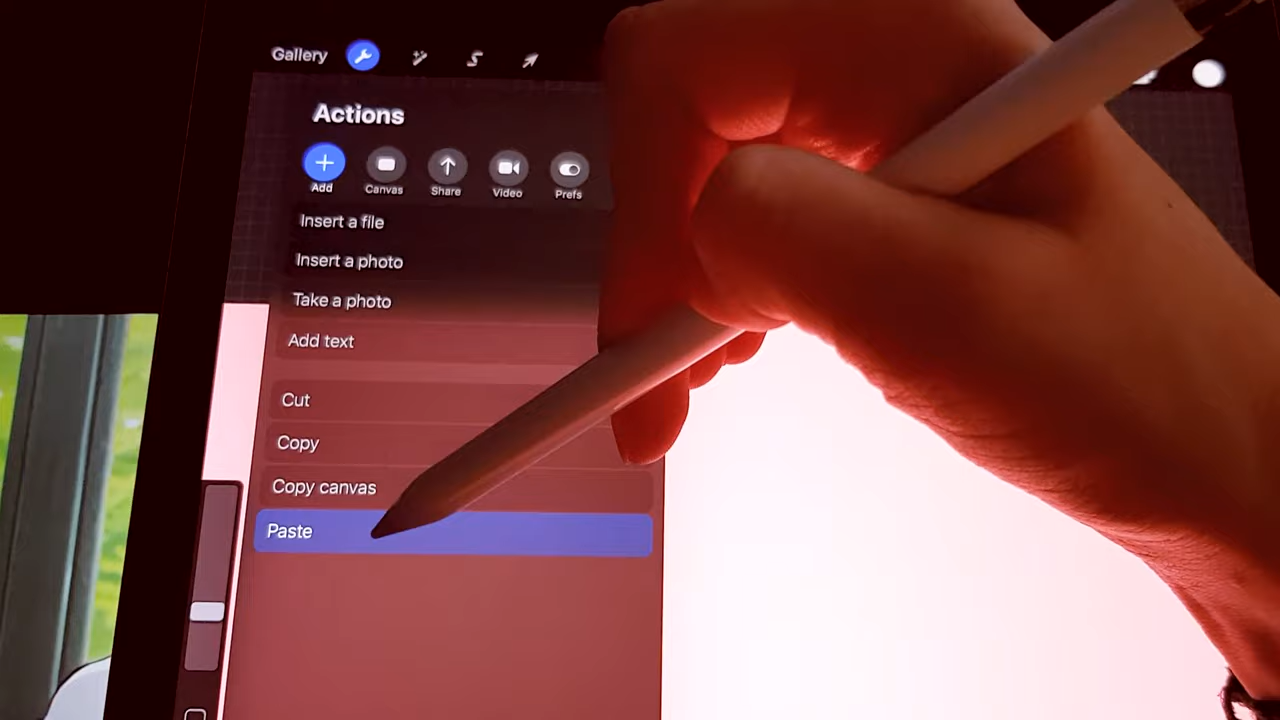 Gallery
Actions
Add Canvas Share Video Prefs
Insert a file
Insert a photo
Take a photo
Add text
Cut
Copy
Copy canvas
Paste